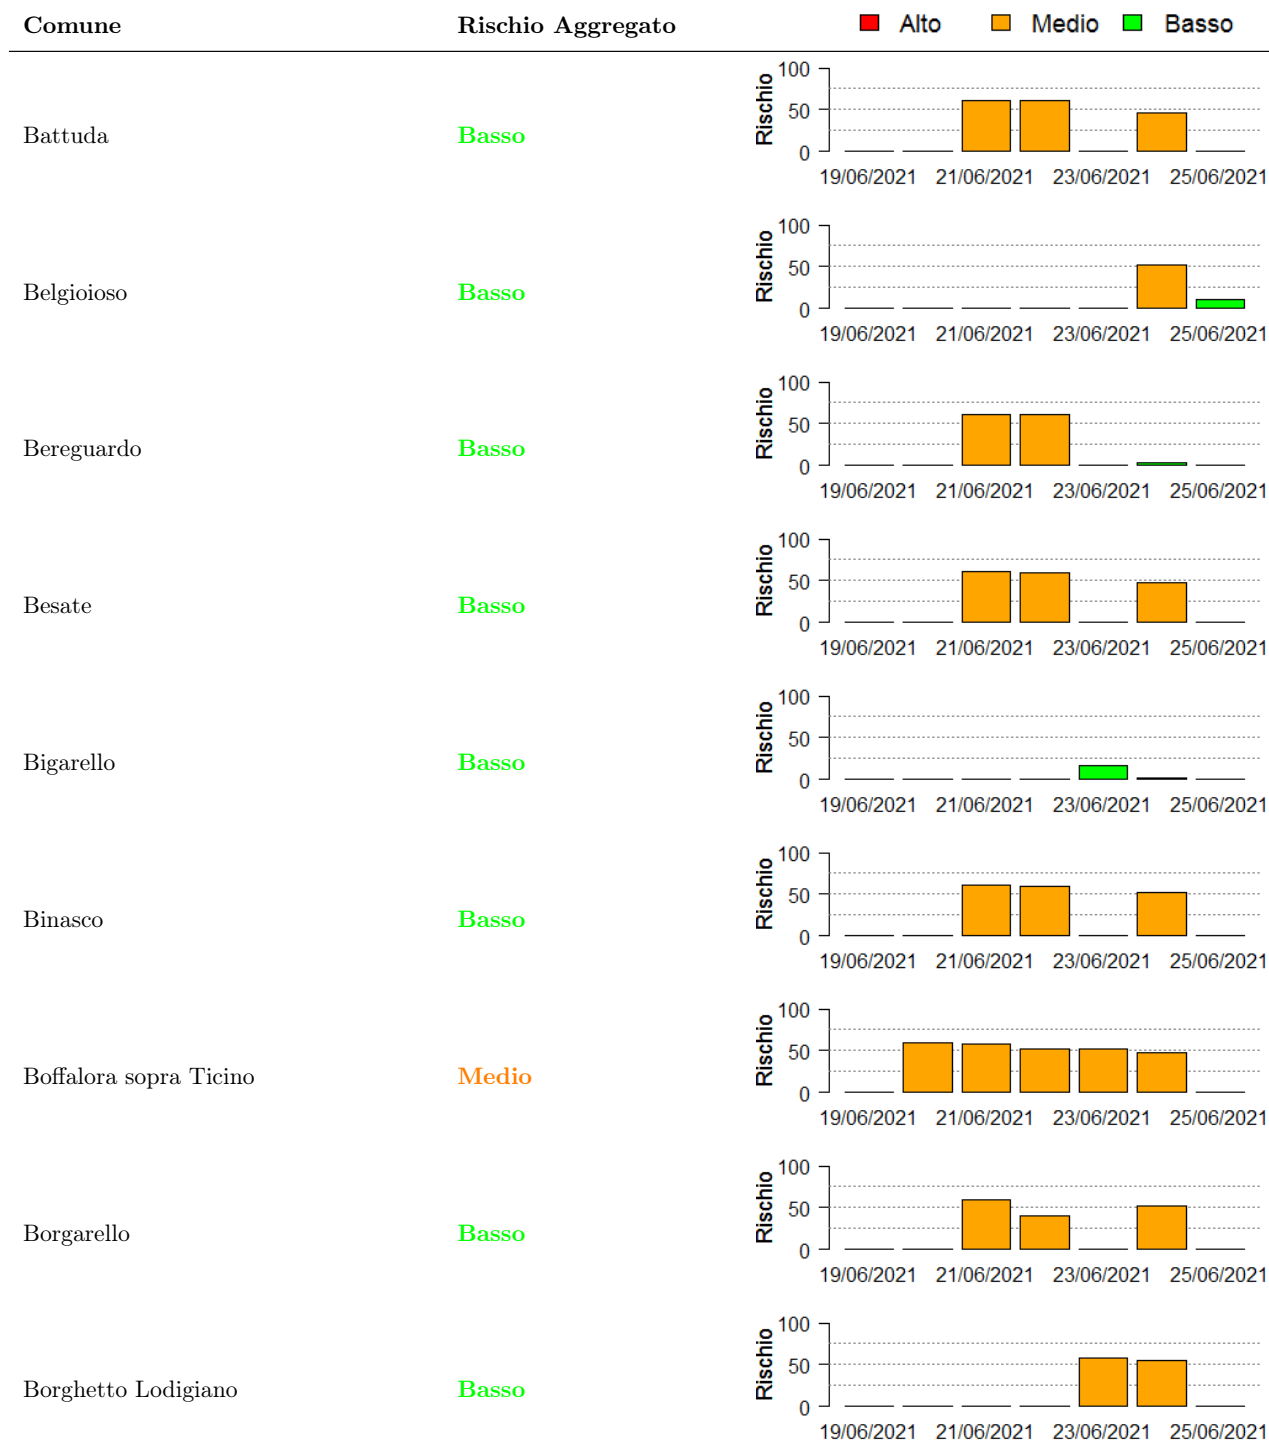 Comune Rischio Aggregato Alto Medio Basso
Battuda Basso
Rischio
100
50
0
19/06/2021 21/06/2021 23/06/2021 25/06/2021
Belgioioso Basso
Rischio
100
50
0
19/06/2021 21/06/2021 23/06/2021 25/06/2021
Bereguardo Basso
Rischio
100
50
0
19/06/2021 21/06/2021 23/06/2021 25/06/2021
Besate Basso
Rischio
100
50
0
19/06/2021 21/06/2021 23/06/2021 25/06/2021
Bigarello Basso
Rischio
100
50
0
19/06/2021 21/06/2021 23/06/2021 25/06/2021
Binasco Basso
Rischio
100
50
0
19/06/2021 21/06/2021 23/06/2021 25/06/2021
Boffalora sopra Ticino Medio
Rischio
100
50
0
19/06/2021 21/06/2021 23/06/2021 25/06/2021
Borgarello Basso
Rischio
100
50
0
19/06/2021 21/06/2021 23/06/2021 25/06/2021
Borghetto Lodigiano Basso
Rischio
100
50
0
19/06/2021 21/06/2021 23/06/2021 25/06/2021